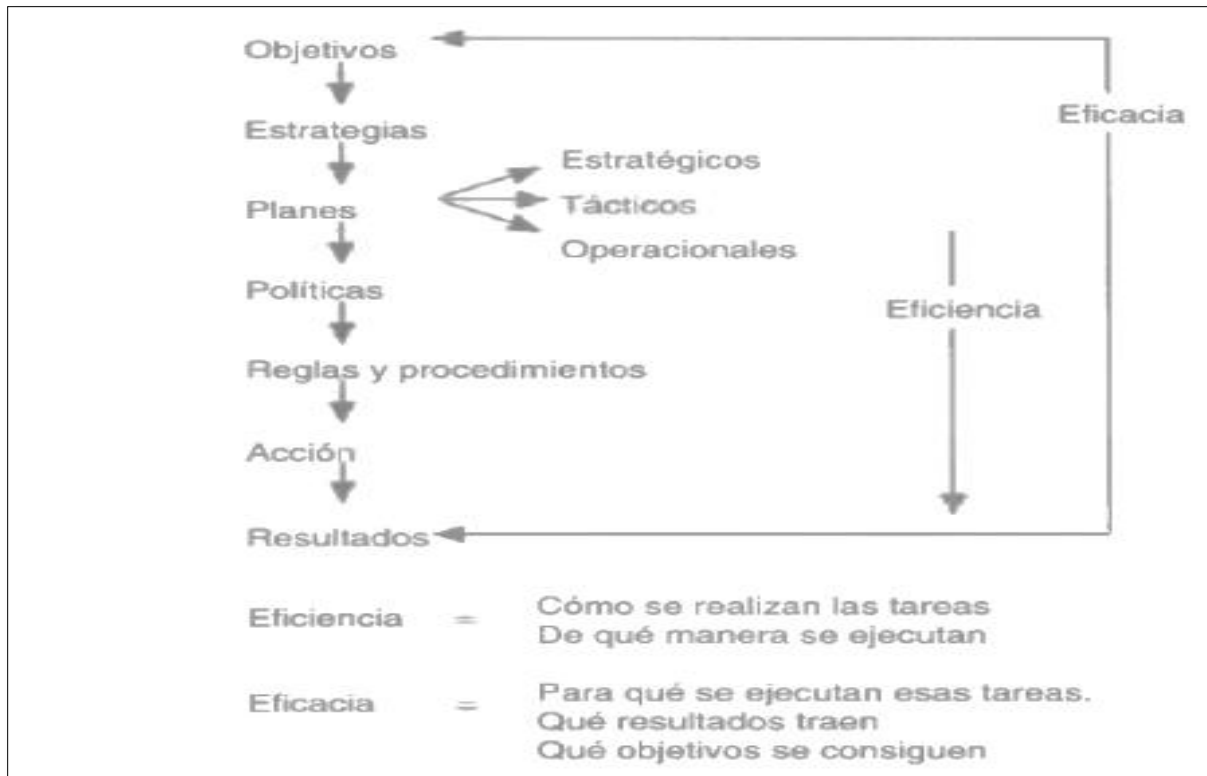 Objetivos
Eficacia
Estrategias
Estratégicos
Planes
Tácticos
Operacionales
Políticas
Eficiencia
Reglas y procedimientos
Acción
Resultados
Eficiencia = Cómo se realizan las tareas
De qué manera se ejecutan
Eficacia = Para qué se ejecutan esas tareas.
Qué resultados traen
Qué objetivos se consiguen